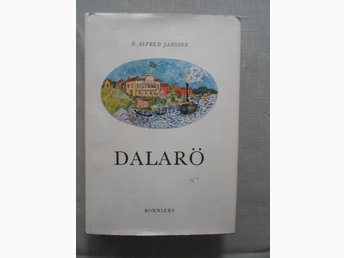 E. ALFRED JANSSON
DALARÖ
BONNIERS